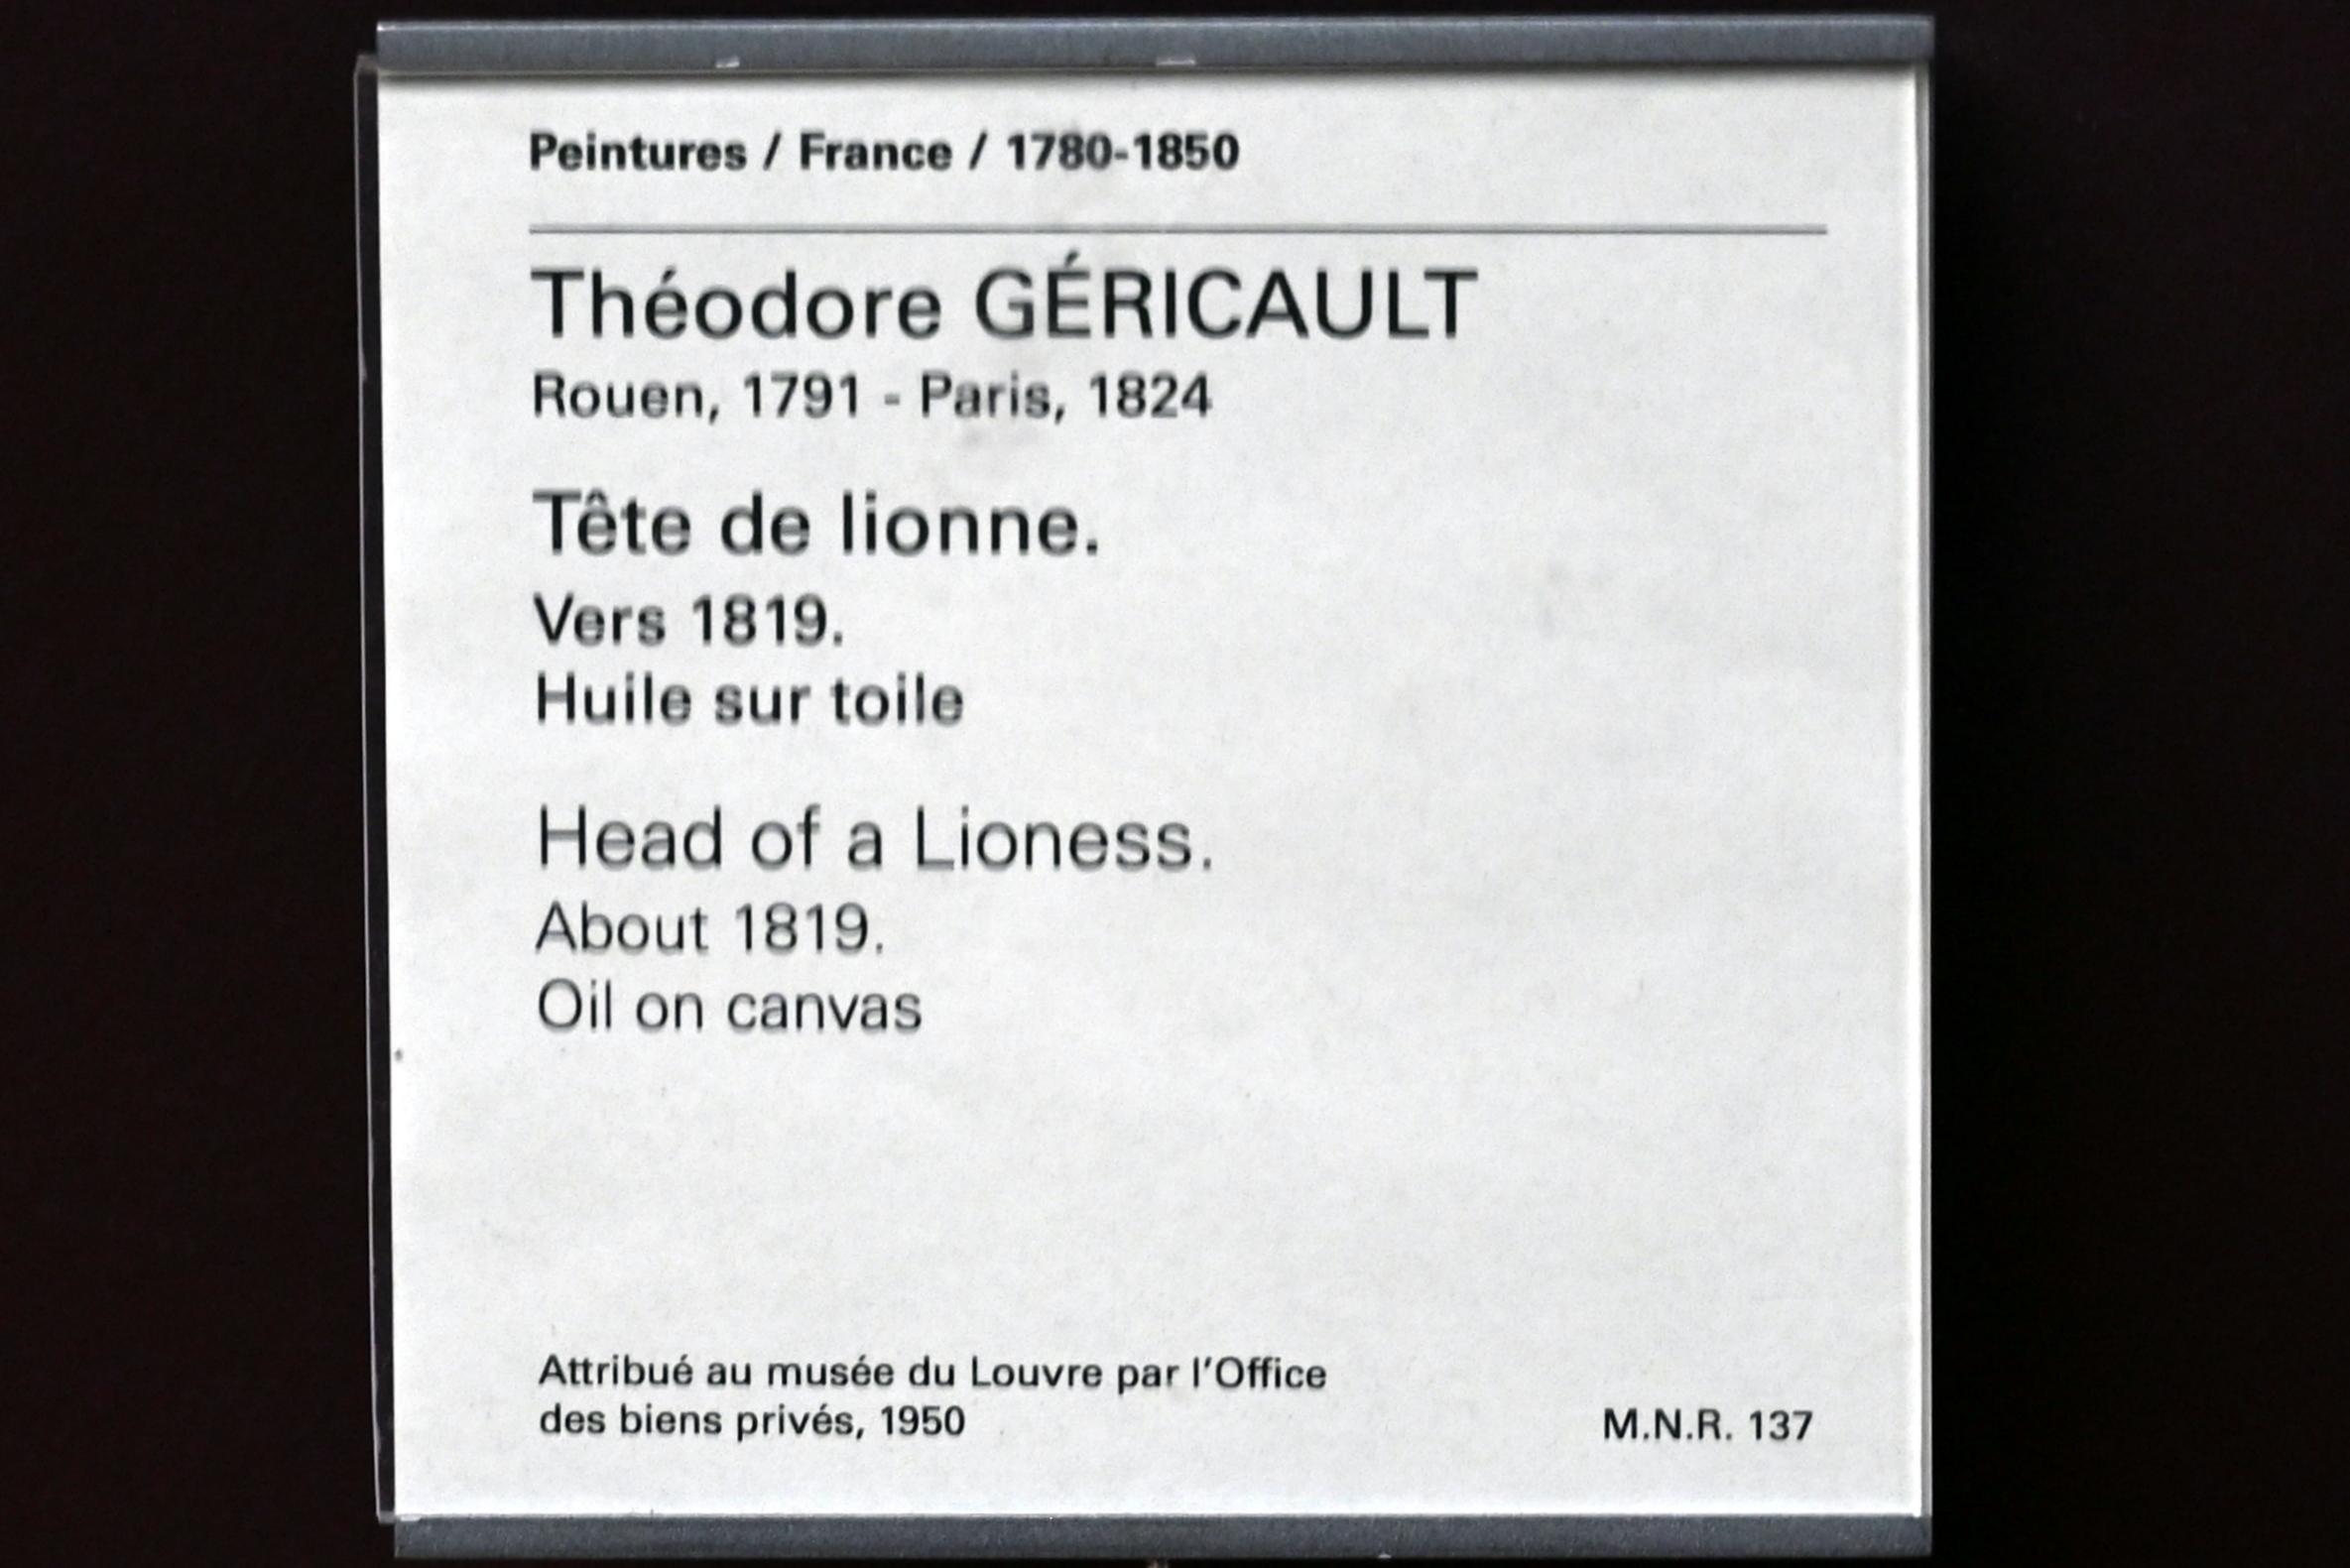 Peintures / France / 1780-1850
Théodore GÉRICAULT
Rouen, 1791 - Paris, 1824
Tête de lionne.
Vers 1819.
Huile sur toile
Head of a Lioness.
About 1819.
Oil on canvas
Attribué au musée du Louvre par l'Office
des biens privés, 1950
M.N.R. 137